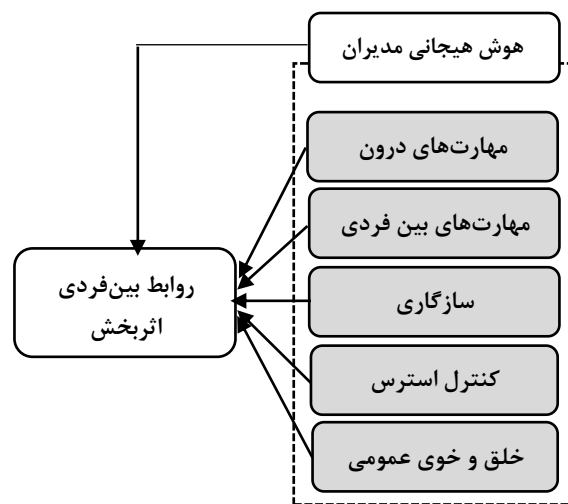 هوش هیجانی مدیران
مهارت‌های درون
مهارت‌های بین فردی
روابط بین‌فردی
اثربخش
سازگاری
کنترل استرس
خلق و خوی عمومی